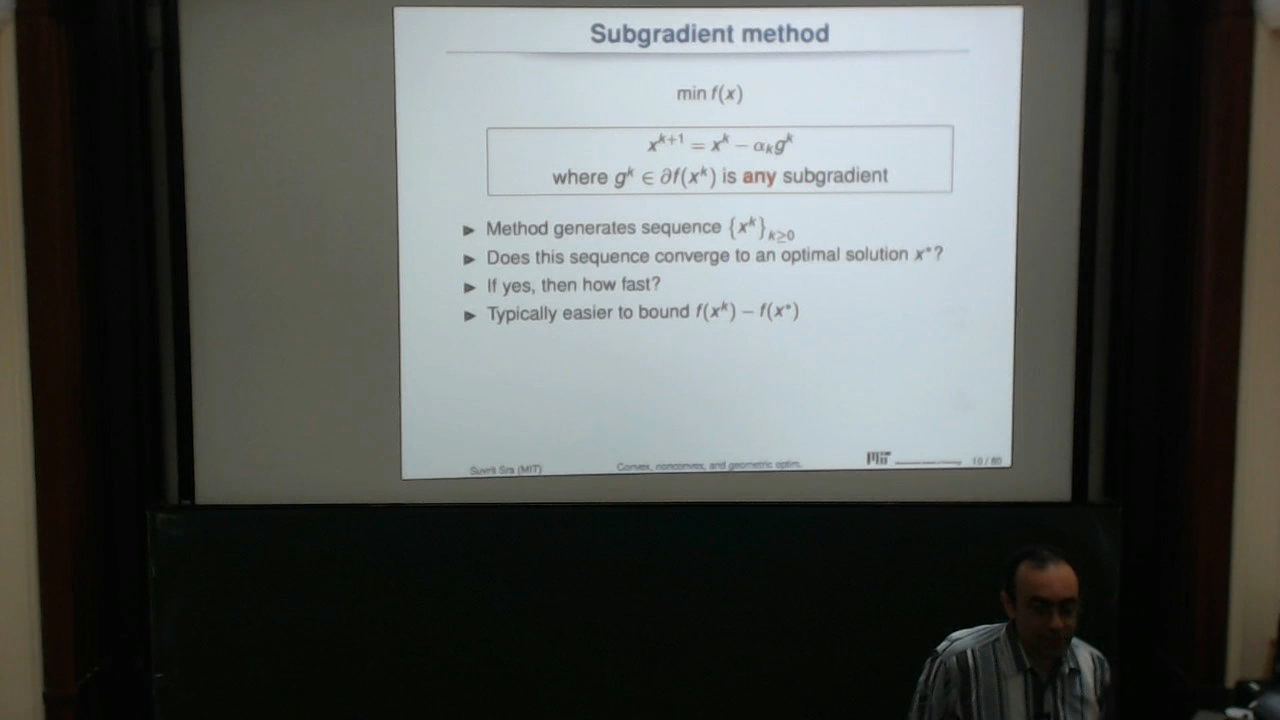 Subgradient method
min f(x)
x^{k+1} = x^k − α_k g^k
where g^k ∈ ∂f(x^k) is any subgradient
► Method generates sequence {x^k}_{k≥0}
► Does this sequence converge to an optimal solution x*?
► If yes, then how fast?
► Typically easier to bound f(x^k) − f(x*)
Suvrit Sra (MIT) Convex, nonconvex, and geometric optim. MIT 10 / 60